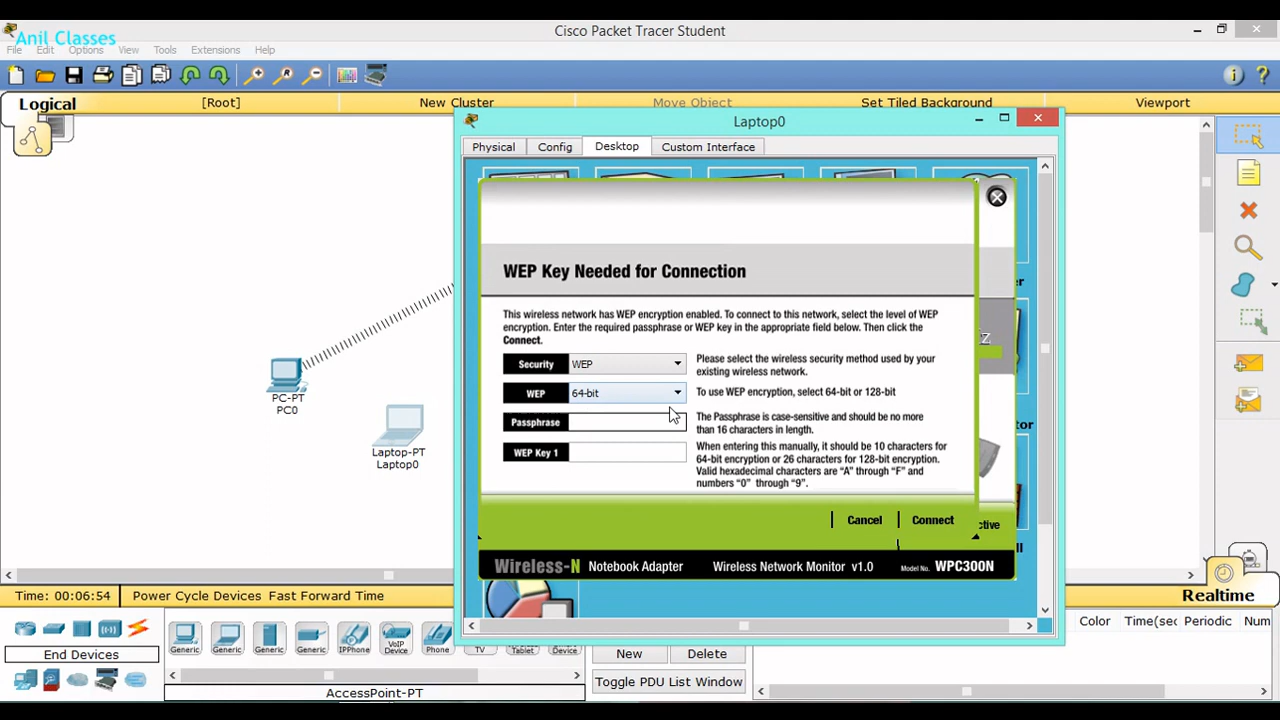 Cisco Packet Tracer Student
Anil Classes
File Edit Options View Tools Extensions Help
Logical
[Root]
New Cluster
Move Object
Set Tiled Background
Viewport
Laptop0
Physical
Config
Desktop
Custom Interface
WEP Key Needed for Connection
This wireless network has WEP encryption enabled. To connect to this network, select the level of WEP
encryption. Enter the required passphrase or WEP key in the appropriate field below. Then click the
Connect.
Security
WEP
Please select the wireless security method used by your
existing wireless network.
WEP
64-bit
To use WEP encryption, select 64-bit or 128-bit
Passphrase
The Passphrase is case-sensitive and should be no more
than 16 characters in length.
WEP Key 1
When entering this manually, it should be 10 characters for
64-bit encryption or 26 characters for 128-bit encryption.
Valid hexadecimal characters are “A” through “F” and
numbers “0” through “9”.
Cancel
Connect
ctive
Wireless-N Notebook Adapter
Wireless Network Monitor v1.0
Model No. WPC300N
PC-PT
PC0
Laptop-PT
Laptop0
Time: 00:06:54
Power Cycle Devices Fast Forward Time
Realtime
End Devices
Generic
Generic
Generic
Generic
IPPhone
VoIP
Device
Phone
TV
Tablet
Device
AccessPoint-PT
New
Delete
Toggle PDU List Window
Color
Time(sec
Periodic
Num